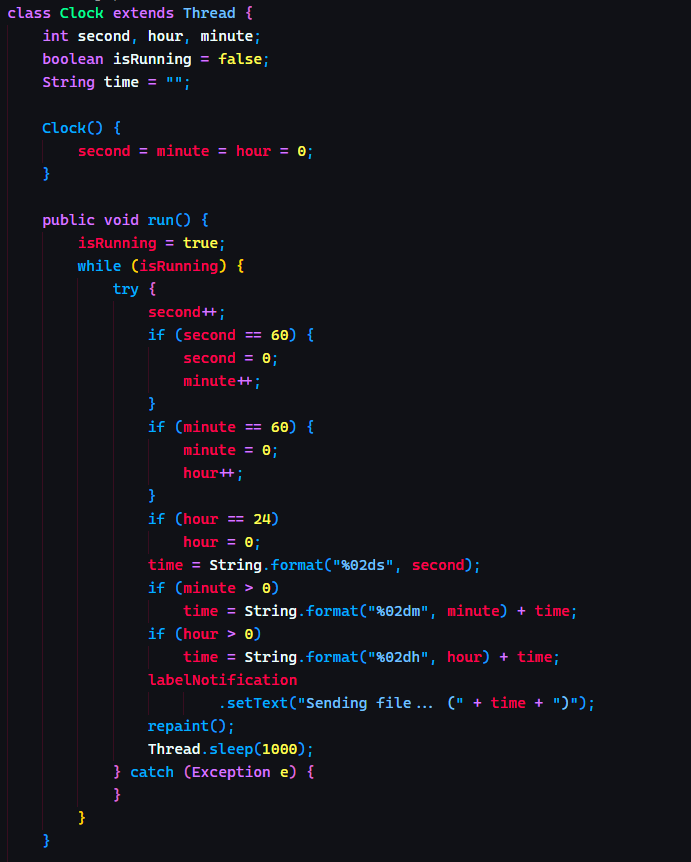 class Clock extends Thread {
    int second, hour, minute;
    boolean isRunning = false;
    String time = "";

    Clock() {
        second = minute = hour = 0;
    }

    public void run() {
        isRunning = true;
        while (isRunning) {
            try {
                second++;
                if (second == 60) {
                    second = 0;
                    minute++;
                }
                if (minute == 60) {
                    minute = 0;
                    hour++;
                }
                if (hour == 24)
                    hour = 0;
                time = String.format("%02ds", second);
                if (minute > 0)
                    time = String.format("%02dm", minute) + time;
                if (hour > 0)
                    time = String.format("%02dh", hour) + time;
                labelNotification
                        .setText("Sending file... (" + time + ")");
                repaint();
                Thread.sleep(1000);
            } catch (Exception e) {
            }
        }
    }